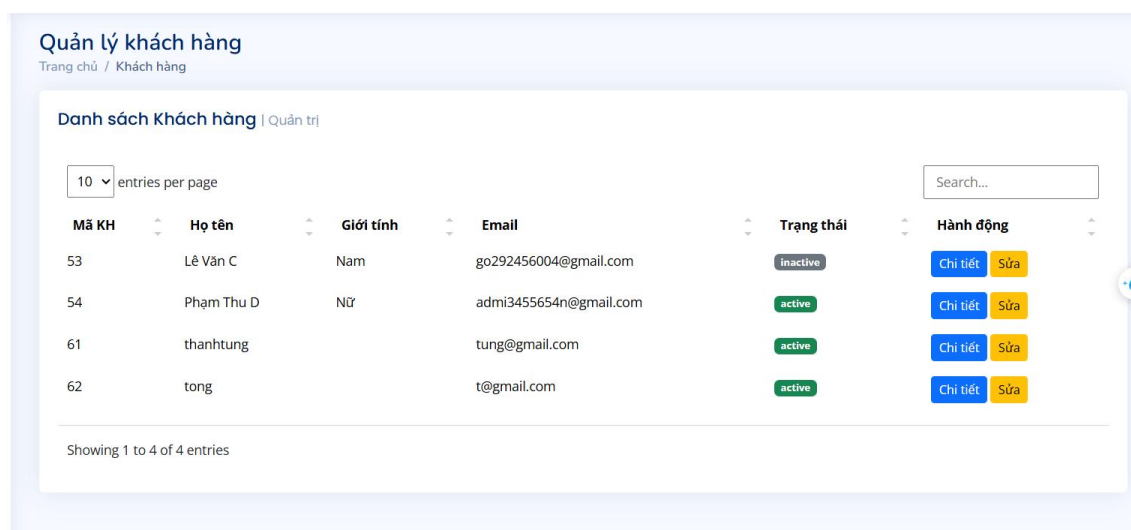 Quản lý khách hàng
Trang chủ / Khách hàng
Danh sách Khách hàng | Quản trị
10 entries per page Search...
Mã KH Họ tên Giới tính Email Trạng thái Hành động
53 Lê Văn C Nam go292456004@gmail.com inactive Chi tiết Sửa
54 Phạm Thu D Nữ admi3455654n@gmail.com active Chi tiết Sửa
61 thanhtung tung@gmail.com active Chi tiết Sửa
62 tong t@gmail.com active Chi tiết Sửa
Showing 1 to 4 of 4 entries